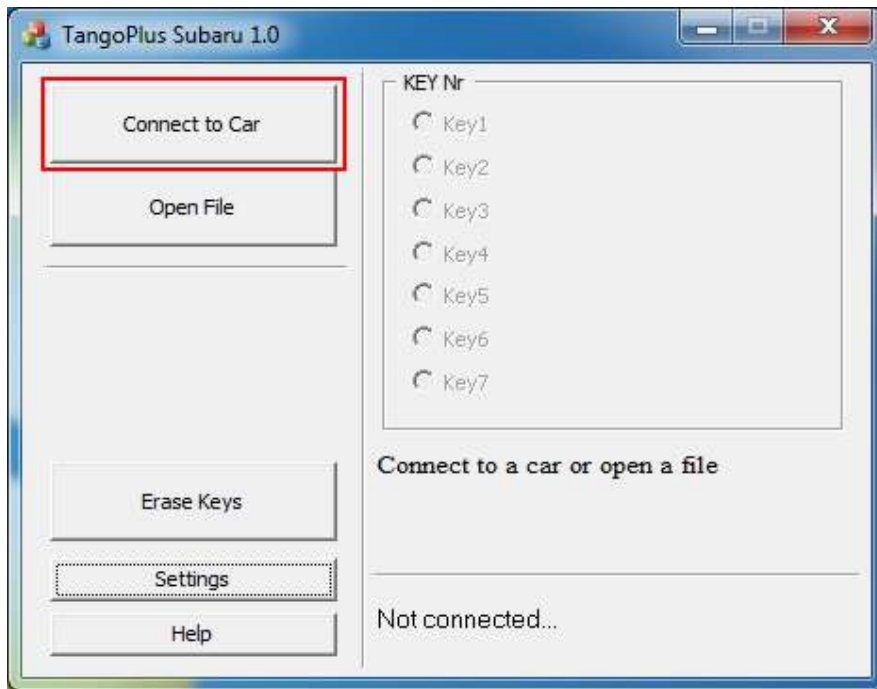 TangoPlus Subaru 1.0
Connect to Car
Open File
Erase Keys
Settings
Help
KEY Nr
Key1
Key2
Key3
Key4
Key5
Key6
Key7
Connect to a car or open a file
Not connected...